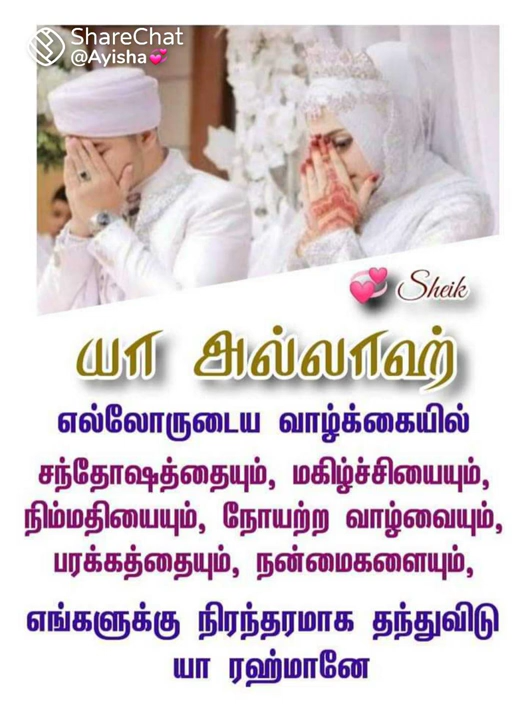 ShareChat
@Ayisha💞
💞 Sheik
யா அல்லாஹ்
எல்லோருடைய வாழ்க்கையில்
சந்தோஷத்தையும், மகிழ்ச்சியையும்,
நிம்மதியையும், நோயற்ற வாழ்வையும்,
பரக்கத்தையும், நன்மைகளையும்,
எங்களுக்கு நிரந்தரமாக தந்துவிடு
யா ரஹ்மானே